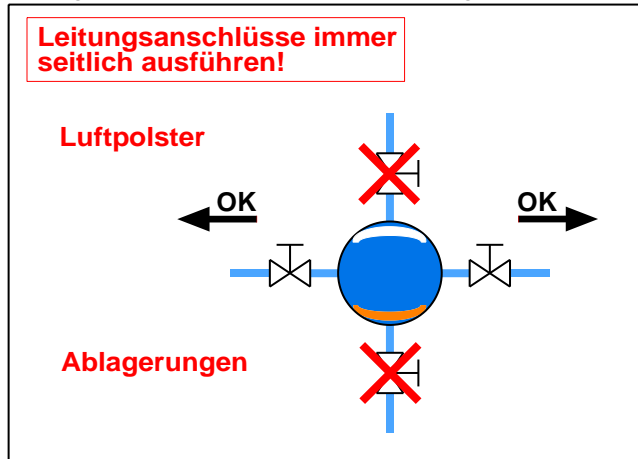 Leitungsanschlüsse immer
seitlich ausführen!
Luftpolster
OK
OK
Ablagerungen